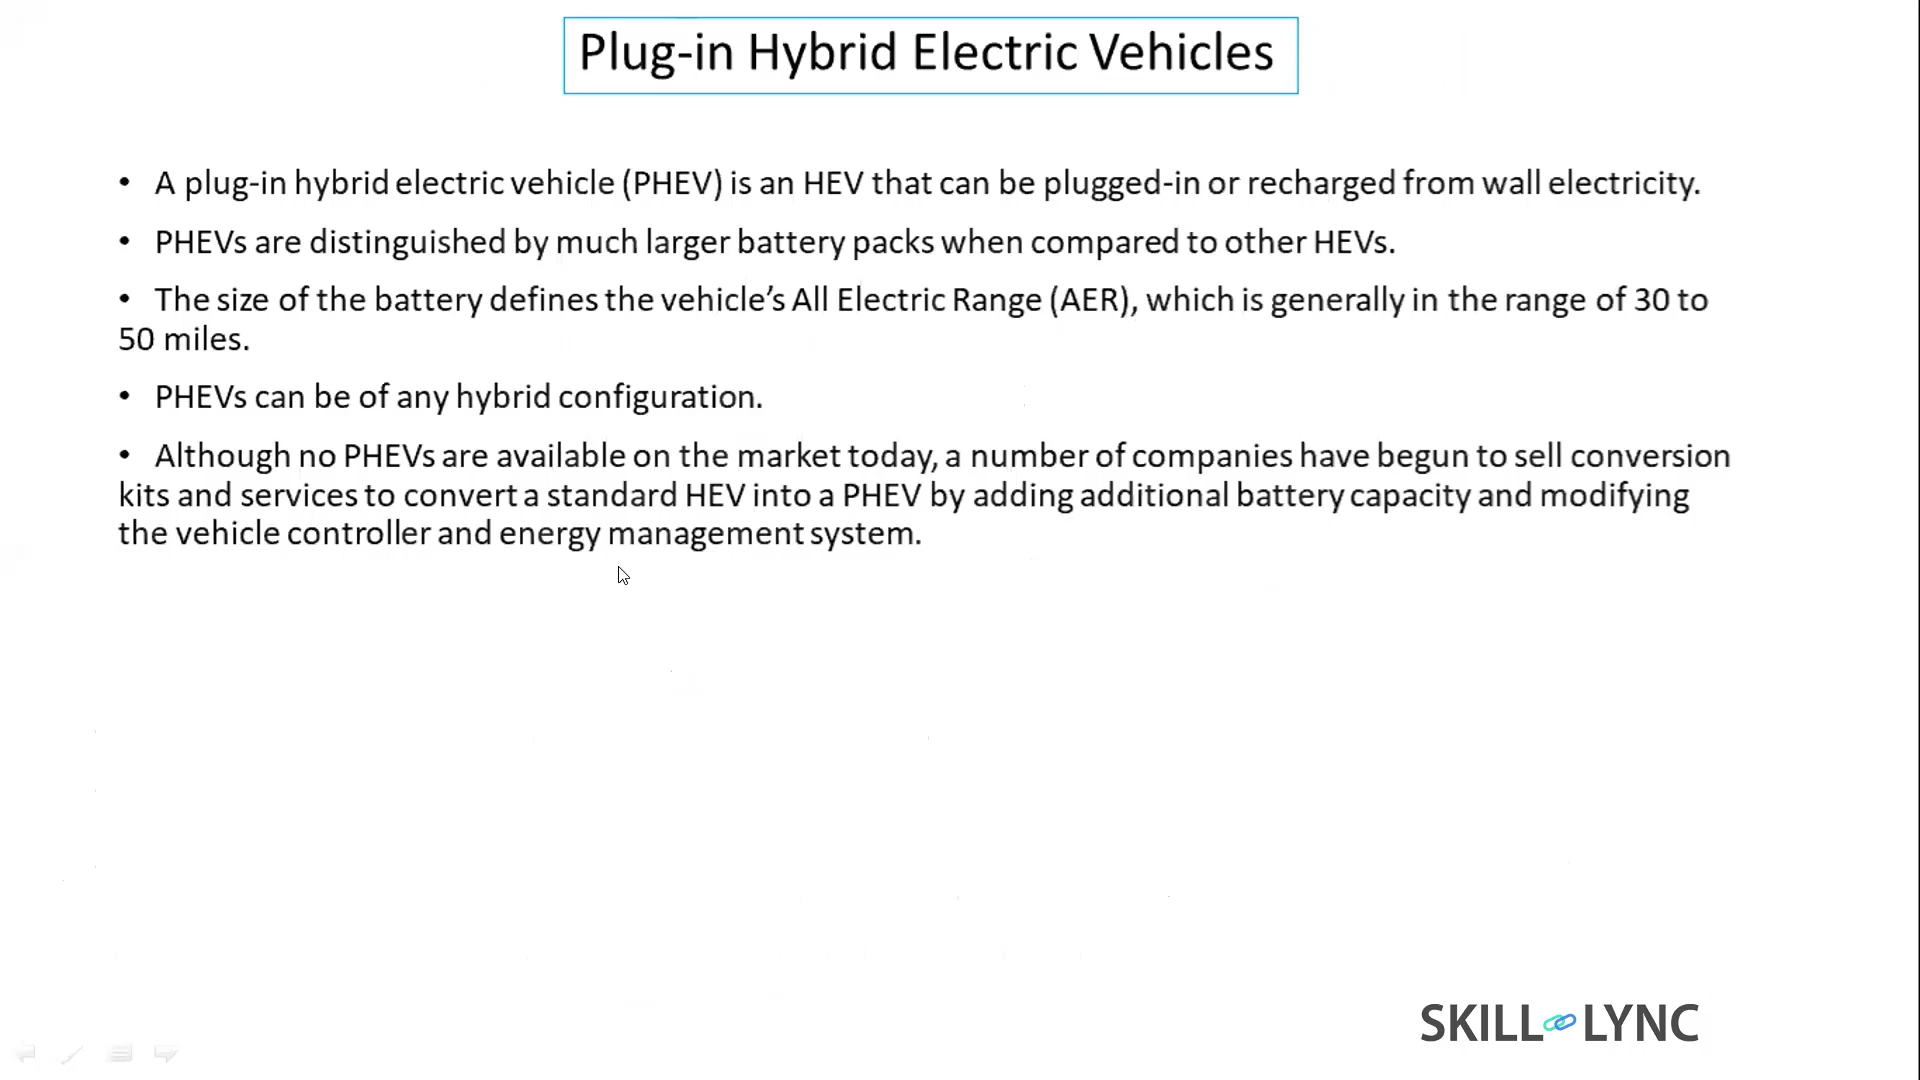 Plug-in Hybrid Electric Vehicles
• A plug-in hybrid electric vehicle (PHEV) is an HEV that can be plugged-in or recharged from wall electricity.
• PHEVs are distinguished by much larger battery packs when compared to other HEVs.
• The size of the battery defines the vehicle’s All Electric Range (AER), which is generally in the range of 30 to
50 miles.
• PHEVs can be of any hybrid configuration.
• Although no PHEVs are available on the market today, a number of companies have begun to sell conversion
kits and services to convert a standard HEV into a PHEV by adding additional battery capacity and modifying
the vehicle controller and energy management system.
SKILL LYNC